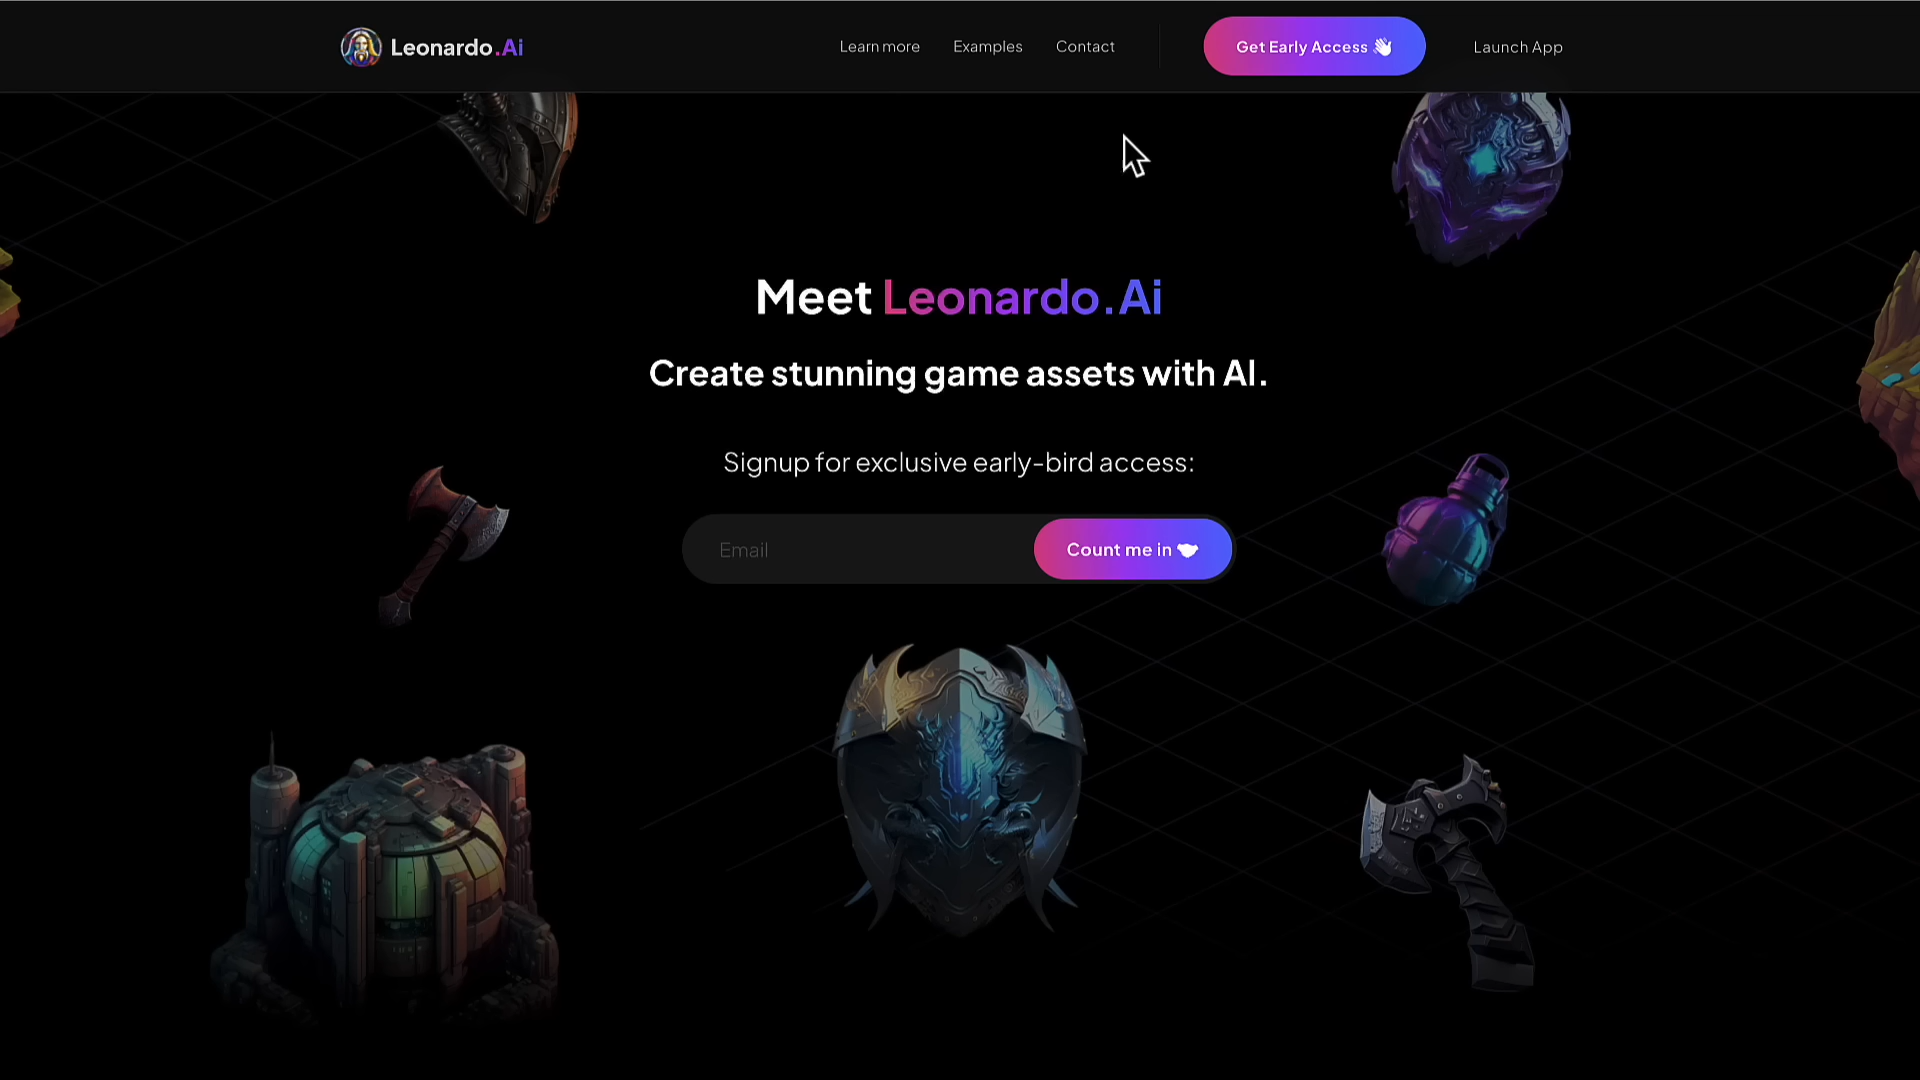 Leonardo.Ai
Learn more
Examples
Contact
Get Early Access
Launch App
Meet Leonardo.Ai
Create stunning game assets with AI.
Signup for exclusive early-bird access:
Email
Count me in